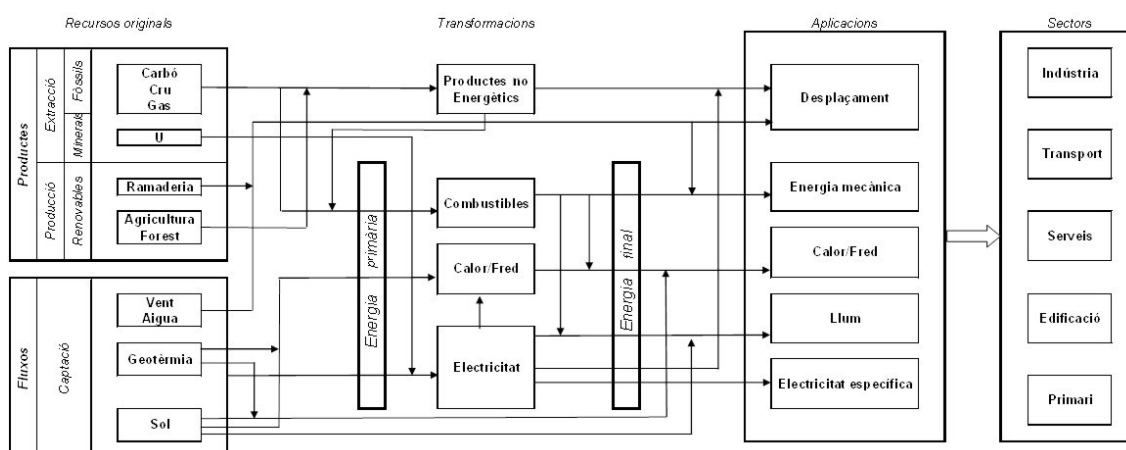 Recursos originals
Transformacions
Aplicacions
Sectors
Productes
Extracció
Fòssils
Carbó
Cru
Gas
Minerals
U
Producció
Renovables
Ramaderia
Agricultura
Forest
Fluxos
Captació
Vent
Aigua
Geotèrmia
Sol
Energia primària
Productes no
Energètics
Combustibles
Calor/Fred
Electricitat
Energia final
Desplaçament
Energia mecànica
Calor/Fred
Llum
Electricitat específica
Indústria
Transport
Serveis
Edificació
Primari